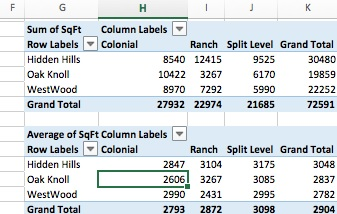 F G H I J K
Sum of SqFt Column Labels
Row Labels Colonial Ranch Split Level Grand Total
Hidden Hills 8540 12415 9525 30480
Oak Knoll 10422 3267 6170 19859
WestWood 8970 7292 5990 22252
Grand Total 27932 22974 21685 72591
Average of SqFt Column Labels
Row Labels Colonial Ranch Split Level Grand Total
Hidden Hills 2847 3104 3175 3048
Oak Knoll 2606 3267 3085 2837
WestWood 2990 2431 2995 2782
Grand Total 2793 2872 3098 2904